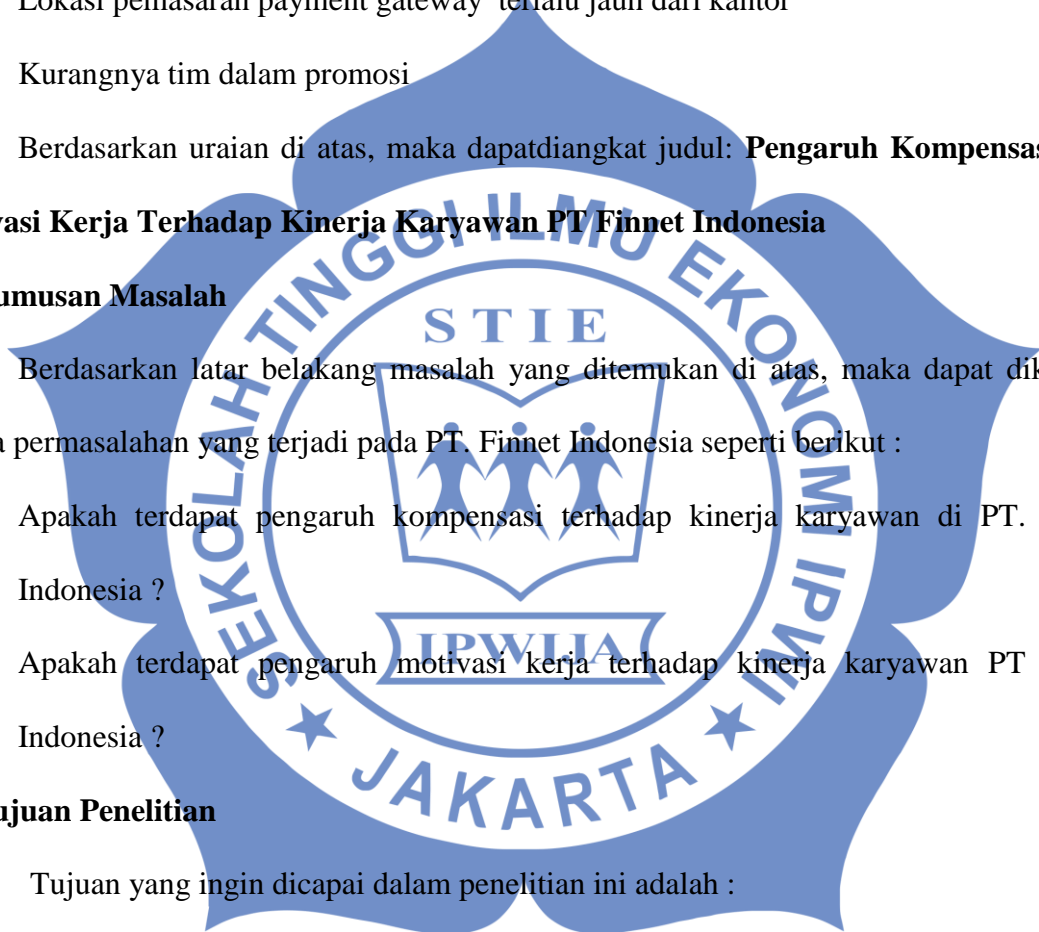 Lokasi pemasaran payment gateway terlalu jauh dari kantor
Kurangnya tim dalam promosi
Berdasarkan uraian di atas, maka dapatdiangkat judul: Pengaruh Kompensas
vasi Kerja Terhadap Kinerja Karyawan PT Finnet Indonesia
umusan Masalah
Berdasarkan latar belakang masalah yang ditemukan di atas, maka dapat dik
a permasalahan yang terjadi pada PT. Finnet Indonesia seperti berikut :
Apakah terdapat pengaruh kompensasi terhadap kinerja karyawan di PT.
Indonesia ?
Apakah terdapat pengaruh motivasi kerja terhadap kinerja karyawan PT
Indonesia ?
ujuan Penelitian
Tujuan yang ingin dicapai dalam penelitian ini adalah :
SEKOLAH TINGGI ILMU EKONOMI IPWI
STIE
IPWIJA
JAKARTA